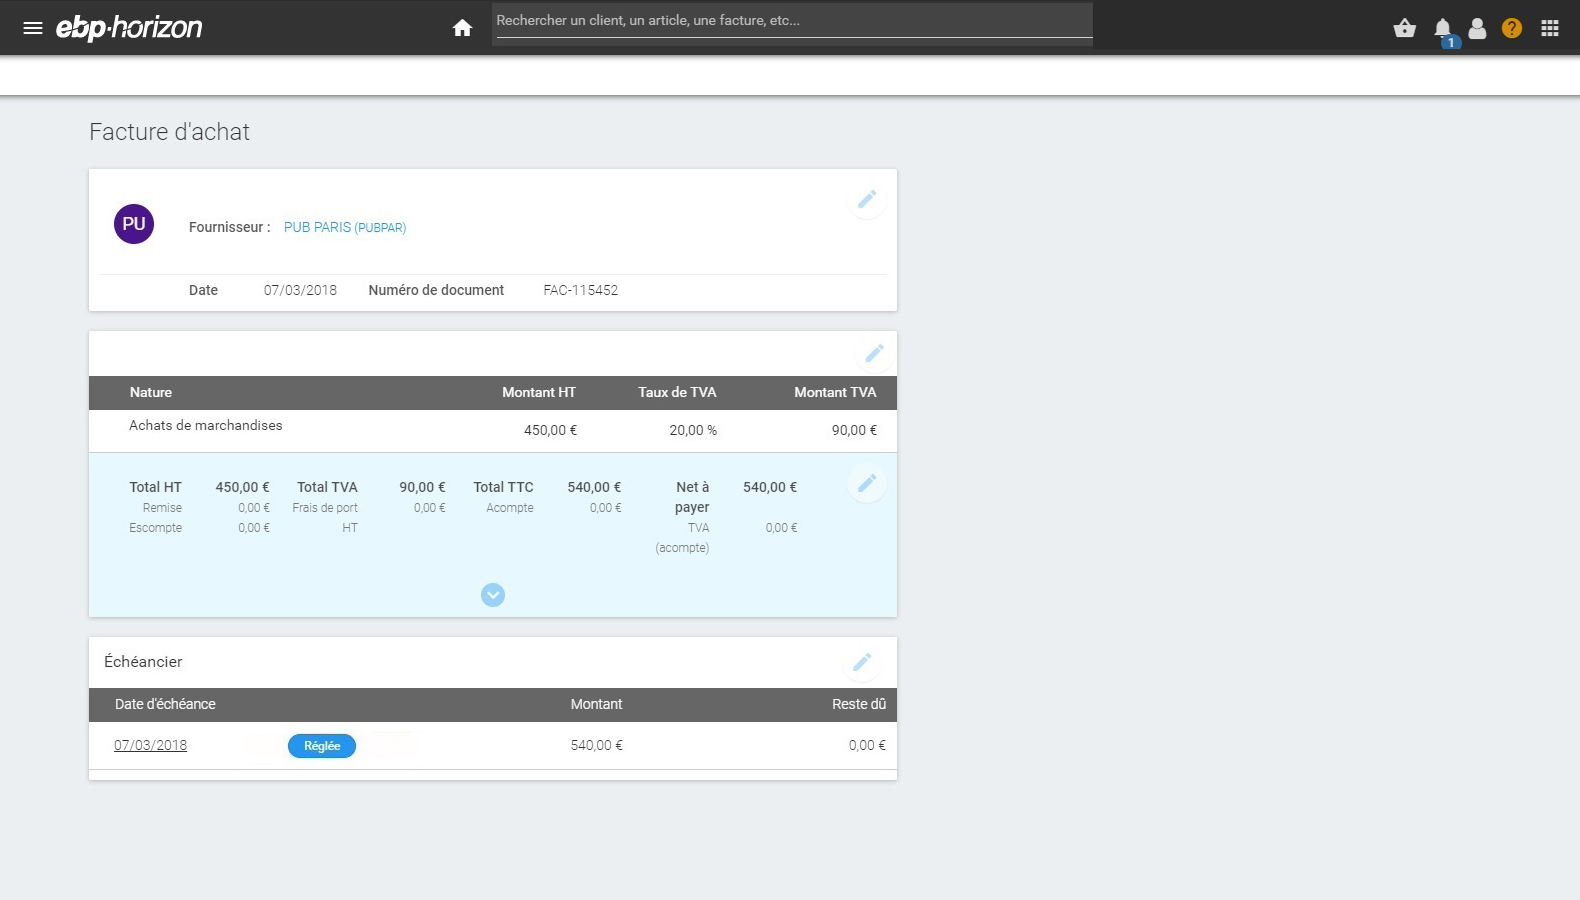 ebp·horizon
Rechercher un client, un article, une facture, etc...
1
?
Facture d'achat
PU
Fournisseur : PUB PARIS (PUBPAR)
Date 07/03/2018 Numéro de document FAC-115452
Nature Montant HT Taux de TVA Montant TVA
Achats de marchandises 450,00 € 20,00 % 90,00 €
Total HT 450,00 € Total TVA 90,00 € Total TTC 540,00 € Net à 540,00 €
Remise 0,00 € Frais de port 0,00 € Acompte 0,00 € payer
Escompte 0,00 € HT TVA 0,00 €
(acompte)
Échéancier
Date d'échéance Montant Reste dû
07/03/2018 Réglée 540,00 € 0,00 €